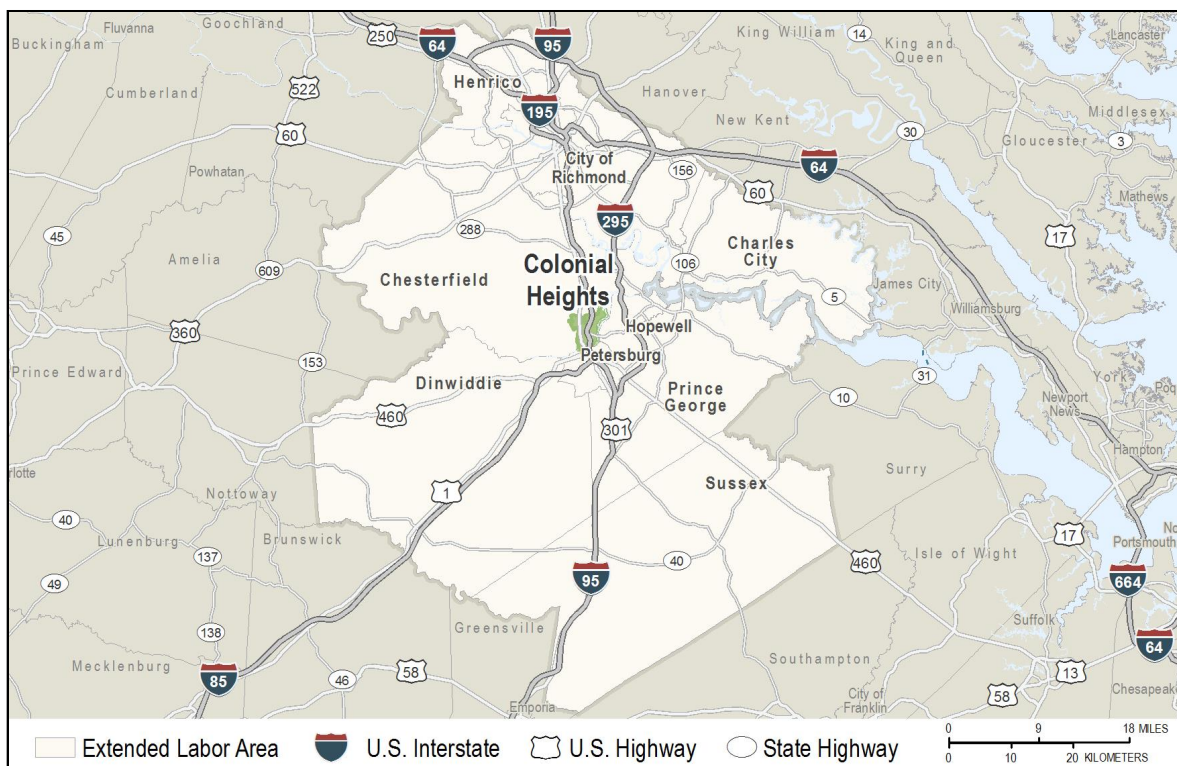 Goochland
Fluvanna
Buckingham
250
64
95
King William
14
King and
Queen
Lancaster
Henrico
Cumberland
522
Hanover
Middlesex
195
New Kent
Gloucester
60
30
3
City of
Richmond
156
64
Powhatan
60
Mathews
295
17
45
288
Charles
City
Amelia
609
Chesterfield
Colonial
Heights
106
James City
5
Williamsburg
360
Hopewell
153
Petersburg
York
Poq
Prince Edward
Dinwiddie
31
Prince
George
10
Newport
News
460
301
Hampton
rlotte
Surry
Sussex
Nottoway
1
40
17
No
Portsmouth
Lunenburg
137
Brunswick
Isle of Wight
40
460
49
95
664
Greensville
Suffolk
138
64
Mecklenburg
Southampton
85
58
13
46
City of
Franklin
58
Chesapeake
Emporia
Extended Labor Area
U.S. Interstate
U.S. Highway
State Highway
0 9 18 MILES
0 10 20 KILOMETERS